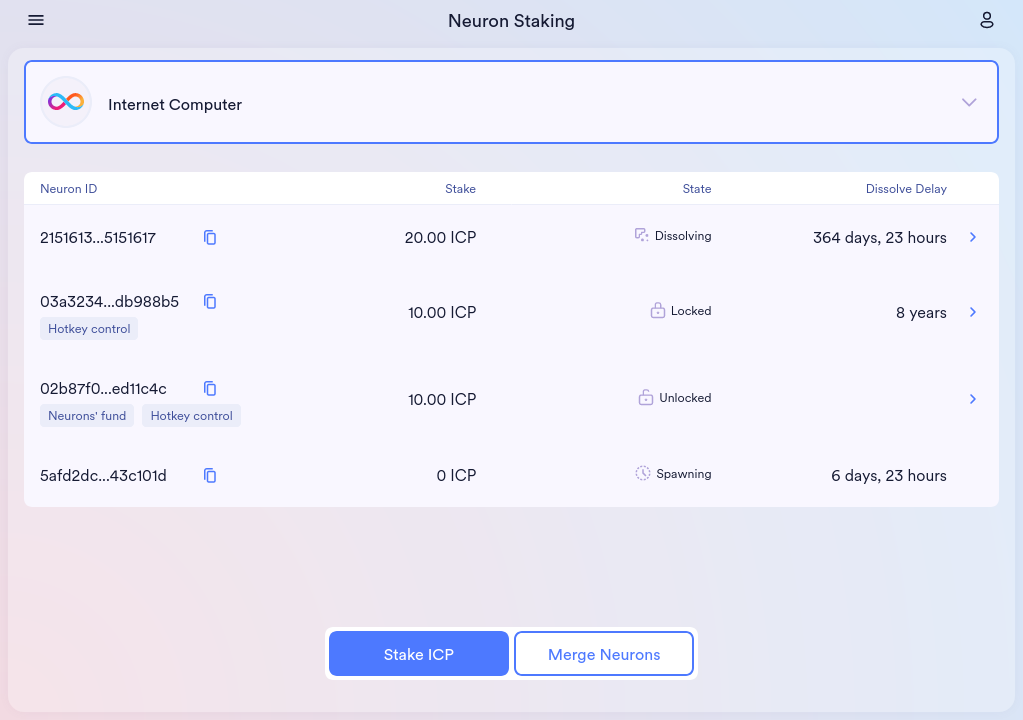 Neuron Staking
Internet Computer
Neuron ID Stake State Dissolve Delay
2151613...5151617 20.00 ICP Dissolving 364 days, 23 hours
03a3234...db988b5 10.00 ICP Locked 8 years
Hotkey control
02b87f0...ed11c4c 10.00 ICP Unlocked
Neurons' fund Hotkey control
5afd2dc...43c101d 0 ICP Spawning 6 days, 23 hours
Stake ICP Merge Neurons